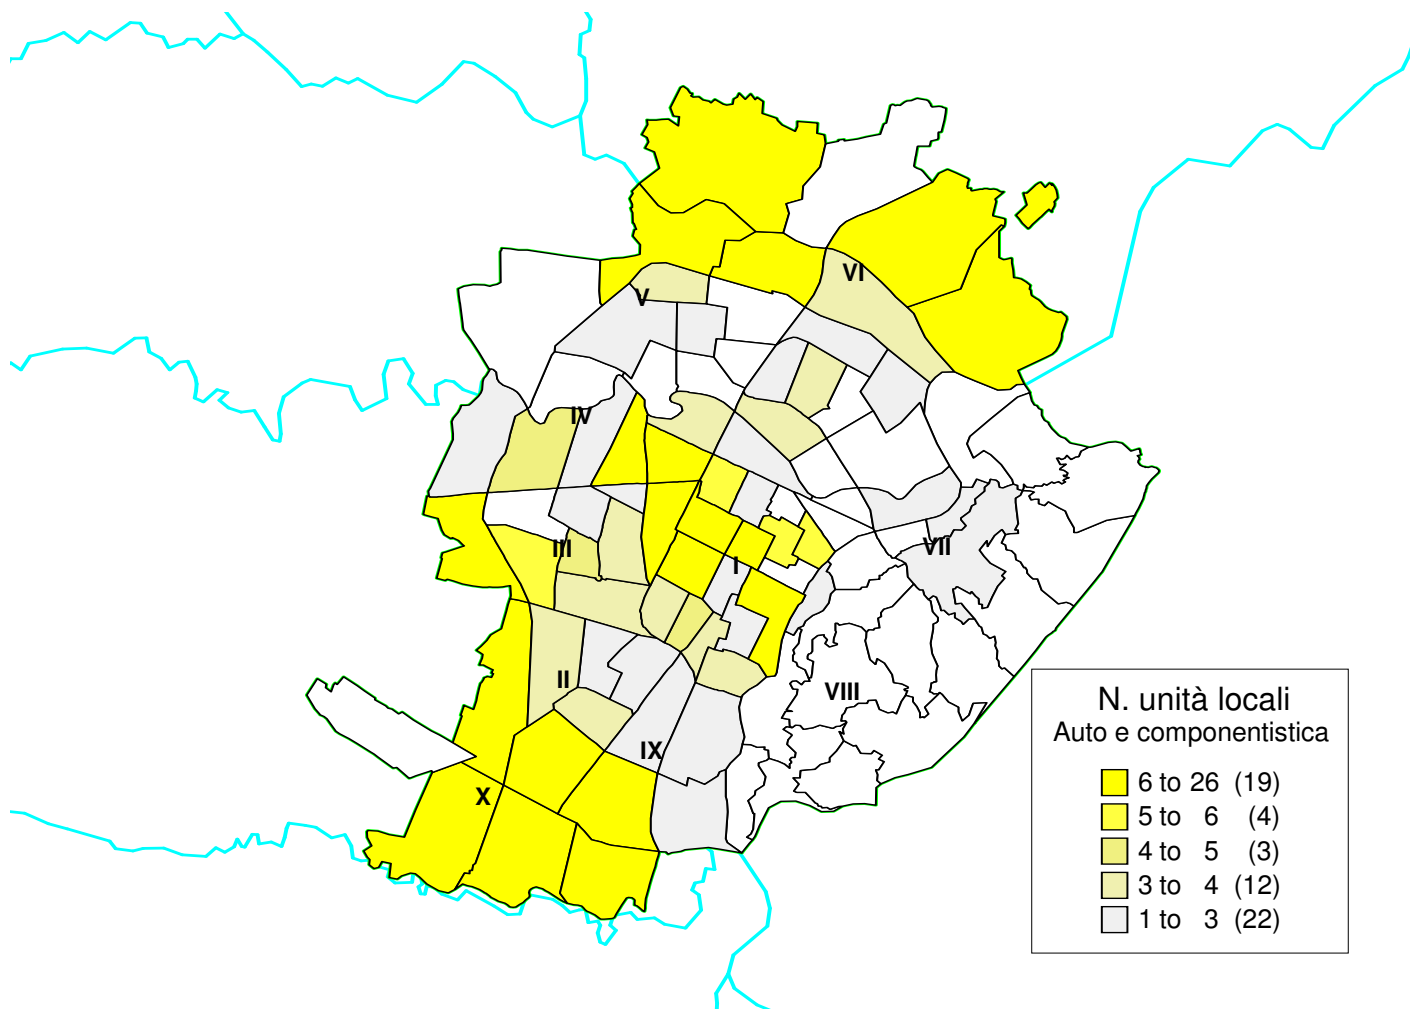 VI
V
IV
III
I
VII
II
VIII
IX
X
N. unità locali
Auto e componentistica
6 to 26 (19)
5 to 6 (4)
4 to 5 (3)
3 to 4 (12)
1 to 3 (22)